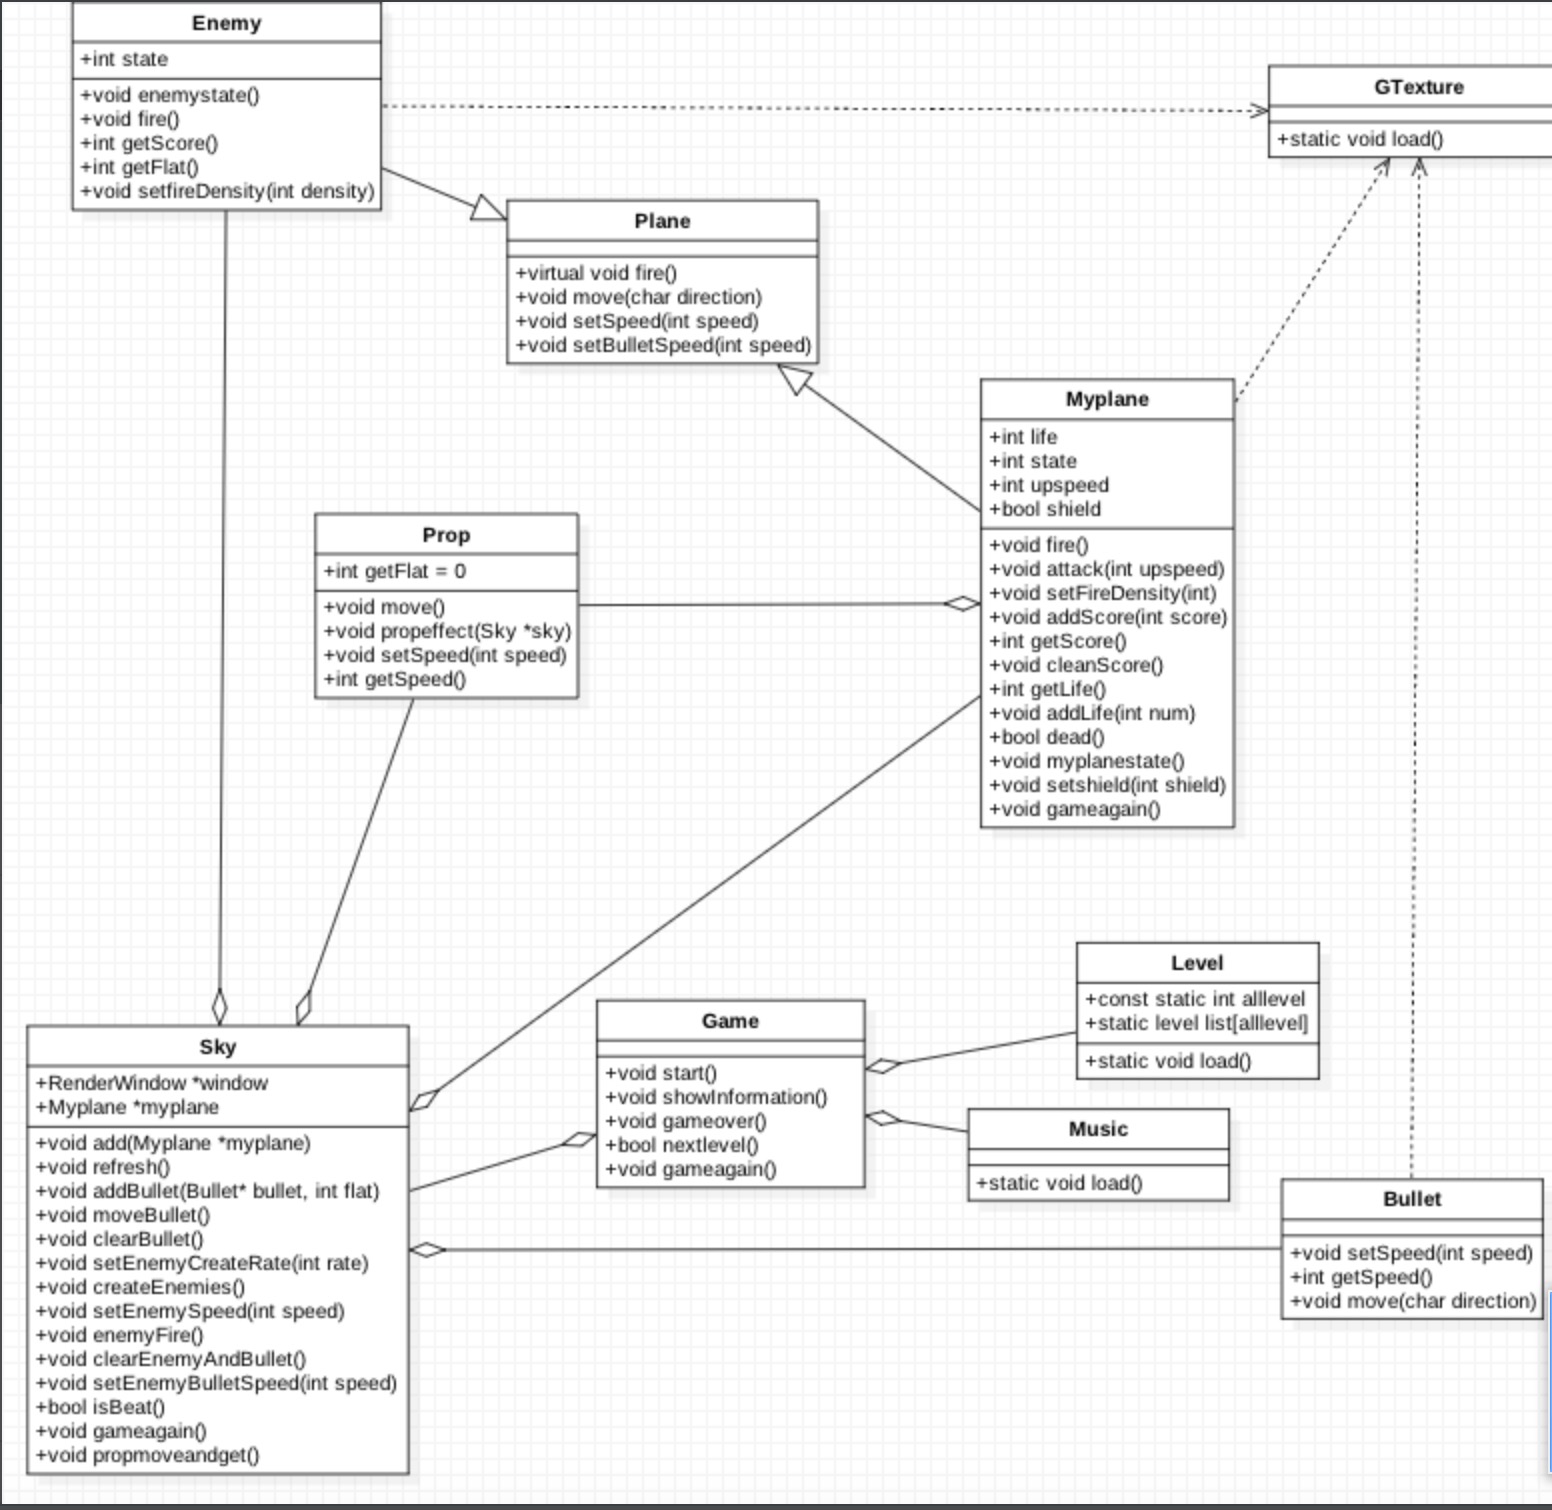 Enemy
+int state
+void enemystate()
+void fire()
+int getScore()
+int getFlat()
+void setfireDensity(int density)
GTexture
+static void load()
Plane
+virtual void fire()
+void move(char direction)
+void setSpeed(int speed)
+void setBulletSpeed(int speed)
Myplane
+int life
+int state
+int upspeed
+bool shield
+void fire()
+void attack(int upspeed)
+void setFireDensity(int)
+void addScore(int score)
+int getScore()
+void cleanScore()
+int getLife()
+void addLife(int num)
+bool dead()
+void myplanestate()
+void setshield(int shield)
+void gameagain()
Prop
+int getFlat = 0
+void move()
+void propeffect(Sky *sky)
+void setSpeed(int speed)
+int getSpeed()
Level
+const static int alllevel
+static level list[alllevel]
+static void load()
Game
+void start()
+void showInformation()
+void gameover()
+bool nextlevel()
+void gameagain()
Music
+static void load()
Sky
+RenderWindow *window
+Myplane *myplane
+void add(Myplane *myplane)
+void refresh()
+void addBullet(Bullet* bullet, int flat)
+void moveBullet()
+void clearBullet()
+void setEnemyCreateRate(int rate)
+void createEnemies()
+void setEnemySpeed(int speed)
+void enemyFire()
+void clearEnemyAndBullet()
+void setEnemyBulletSpeed(int speed)
+bool isBeat()
+void gameagain()
+void propmoveandget()
Bullet
+void setSpeed(int speed)
+int getSpeed()
+void move(char direction)